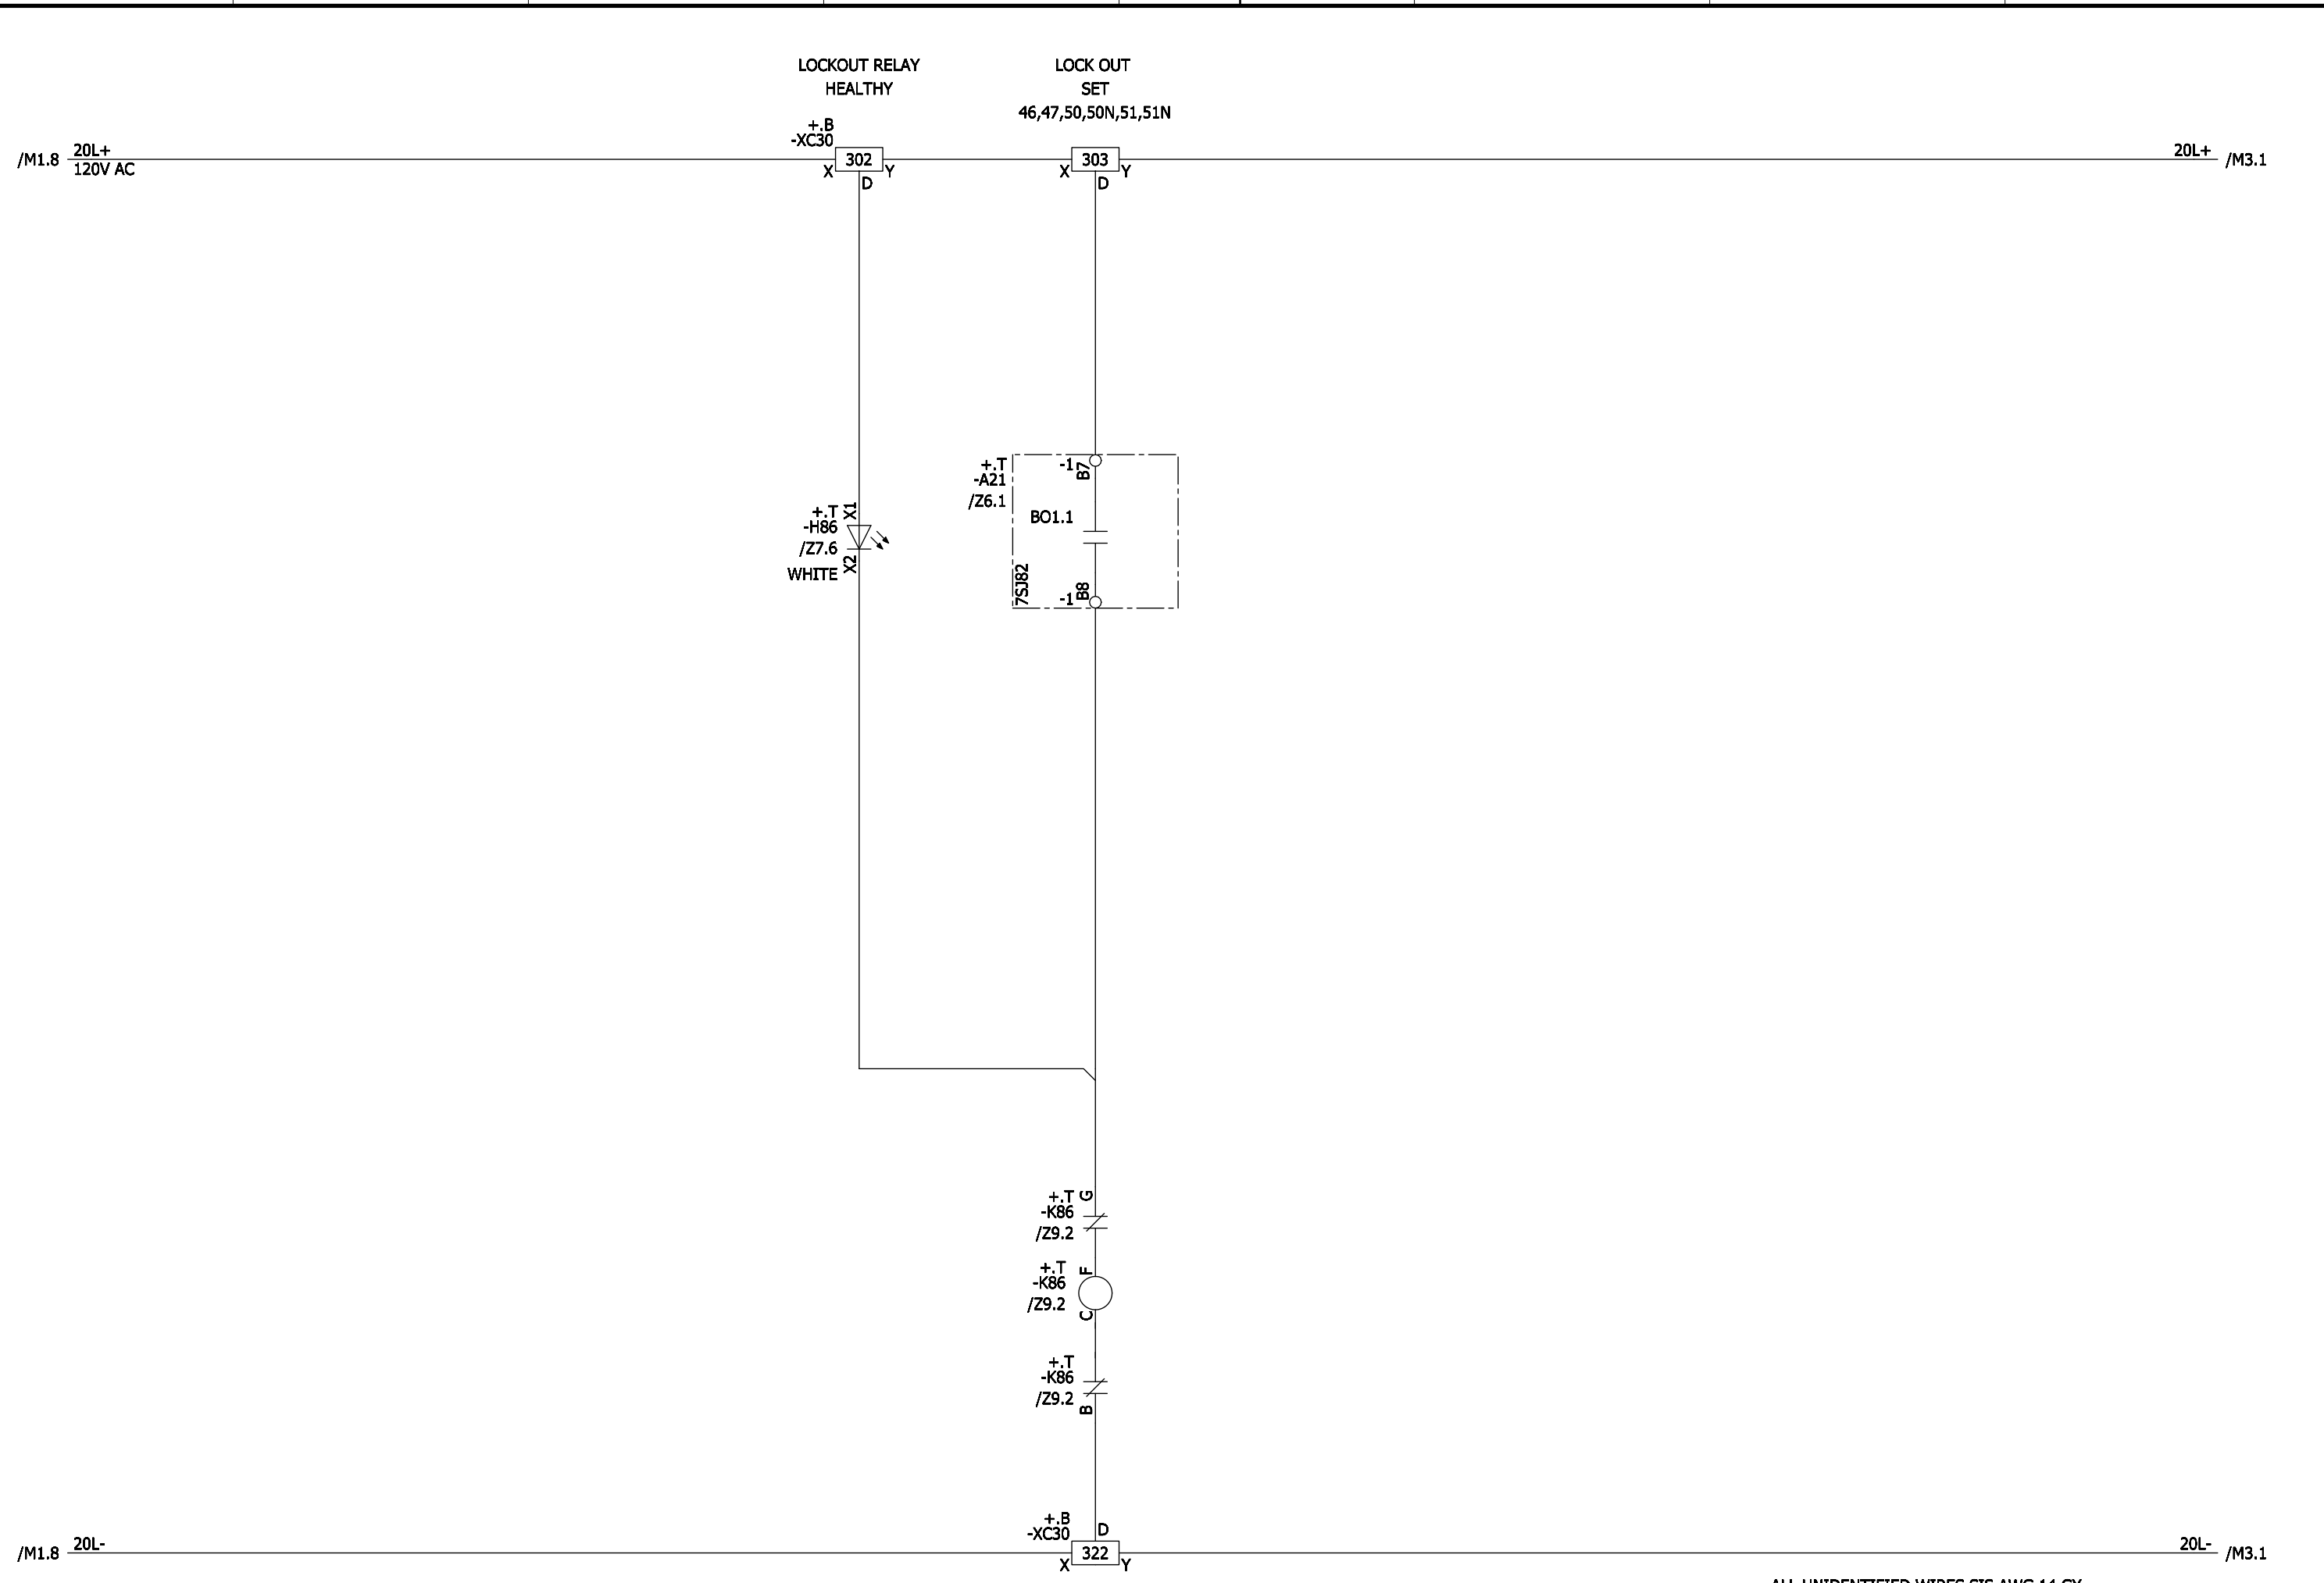 LOCKOUT RELAY
HEALTHY
LOCK OUT
SET
46,47,50,50N,51,51N
+.B
-XC30
/M1.8
20L+
120V AC
302
X
Y
D
303
X
Y
D
20L+
/M3.1
+.T
-A21
/Z6.1
-1
B7
BO1.1
7SJ82
-1
B8
+.T
-H86
/Z7.6
WHITE
X1
X2
+.T
-K86
/Z9.2
G
+.T
-K86
/Z9.2
F
C
+.T
-K86
/Z9.2
B
+.B
-XC30
D
/M1.8
20L-
322
X
Y
20L-
/M3.1